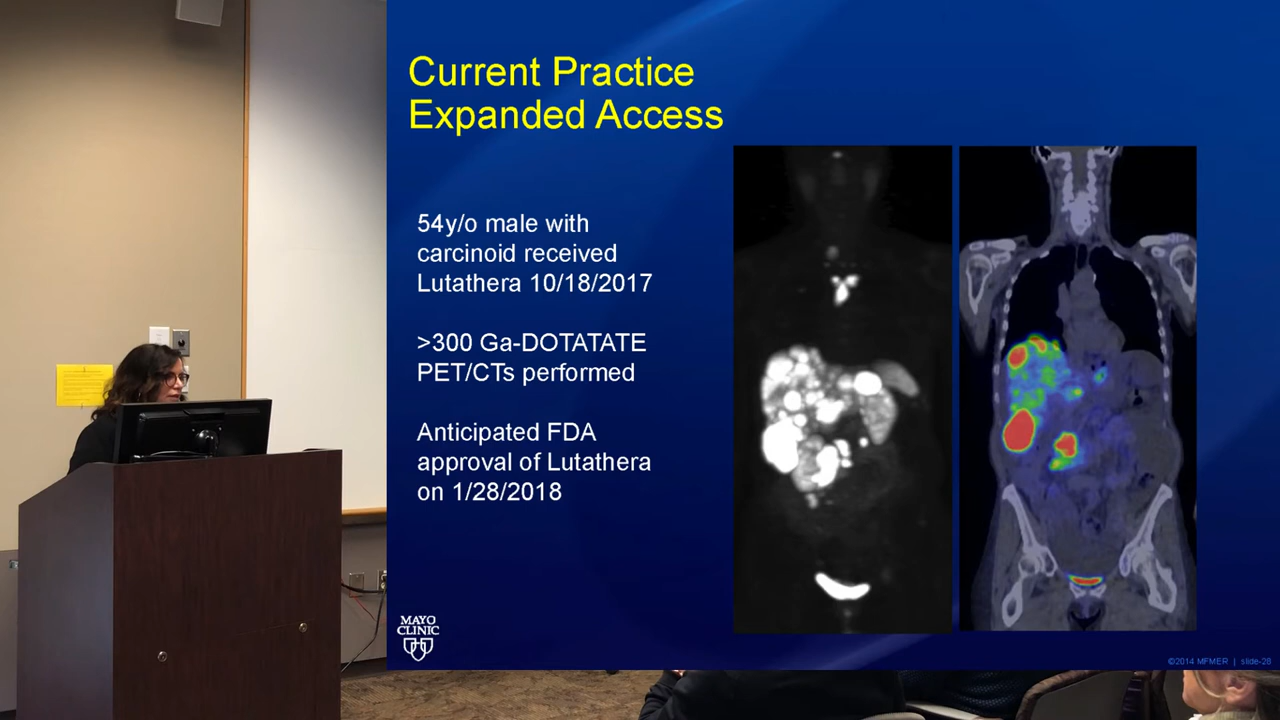 Current Practice
Expanded Access
54y/o male with
carcinoid received
Lutathera 10/18/2017
>300 Ga-DOTATATE
PET/CTs performed
Anticipated FDA
approval of Lutathera
on 1/28/2018
MAYO
CLINIC
©2014 MFMER | slide-28